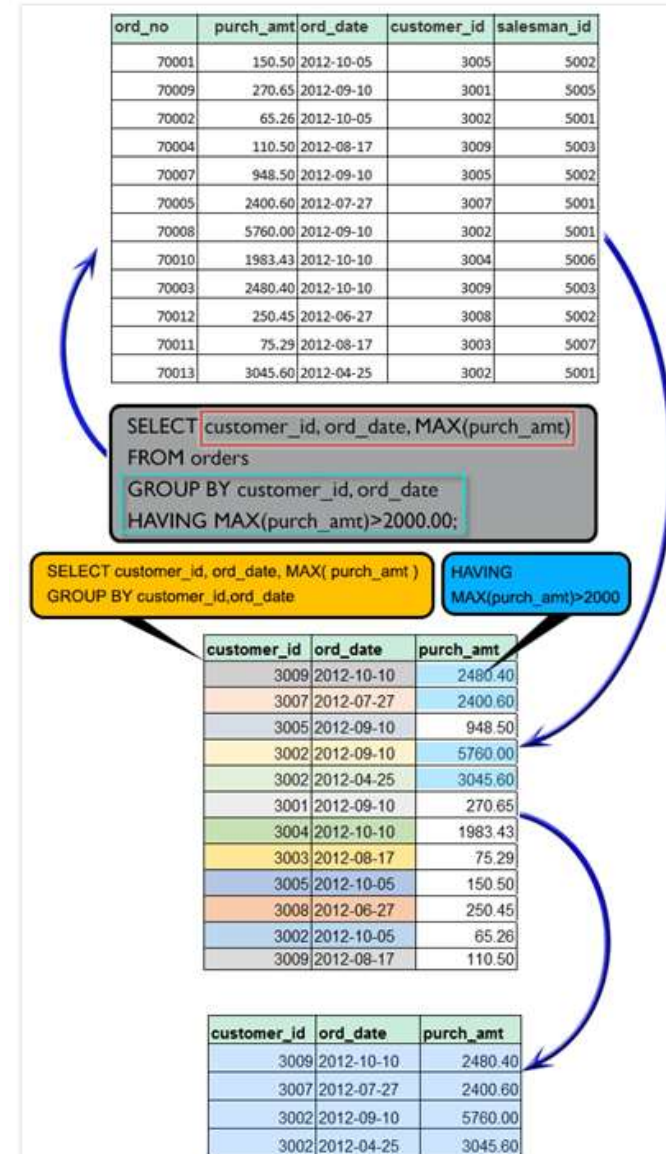 ord_no purch_amt ord_date customer_id salesman_id
70001 150.50 2012-10-05 3005 5002
70009 270.65 2012-09-10 3001 5005
70002 65.26 2012-10-05 3002 5001
70004 110.50 2012-08-17 3009 5003
70007 948.50 2012-09-10 3005 5002
70005 2400.60 2012-07-27 3007 5001
70008 5760.00 2012-09-10 3002 5001
70010 1983.43 2012-10-10 3004 5006
70003 2480.40 2012-10-10 3009 5003
70012 250.45 2012-06-27 3008 5002
70011 75.29 2012-08-17 3003 5007
70013 3045.60 2012-04-25 3002 5001
SELECT customer_id, ord_date, MAX(purch_amt)
FROM orders
GROUP BY customer_id, ord_date
HAVING MAX(purch_amt)>2000.00;
SELECT customer_id, ord_date, MAX( purch_amt )
GROUP BY customer_id,ord_date
HAVING
MAX(purch_amt)>2000
customer_id ord_date purch_amt
3009 2012-10-10 2480.40
3007 2012-07-27 2400.60
3005 2012-09-10 948.50
3002 2012-09-10 5760.00
3002 2012-04-25 3045.60
3001 2012-09-10 270.65
3004 2012-10-10 1983.43
3003 2012-08-17 75.29
3005 2012-10-05 150.50
3008 2012-06-27 250.45
3002 2012-10-05 65.26
3009 2012-08-17 110.50
customer_id ord_date purch_amt
3009 2012-10-10 2480.40
3007 2012-07-27 2400.60
3002 2012-09-10 5760.00
3002 2012-04-25 3045.60